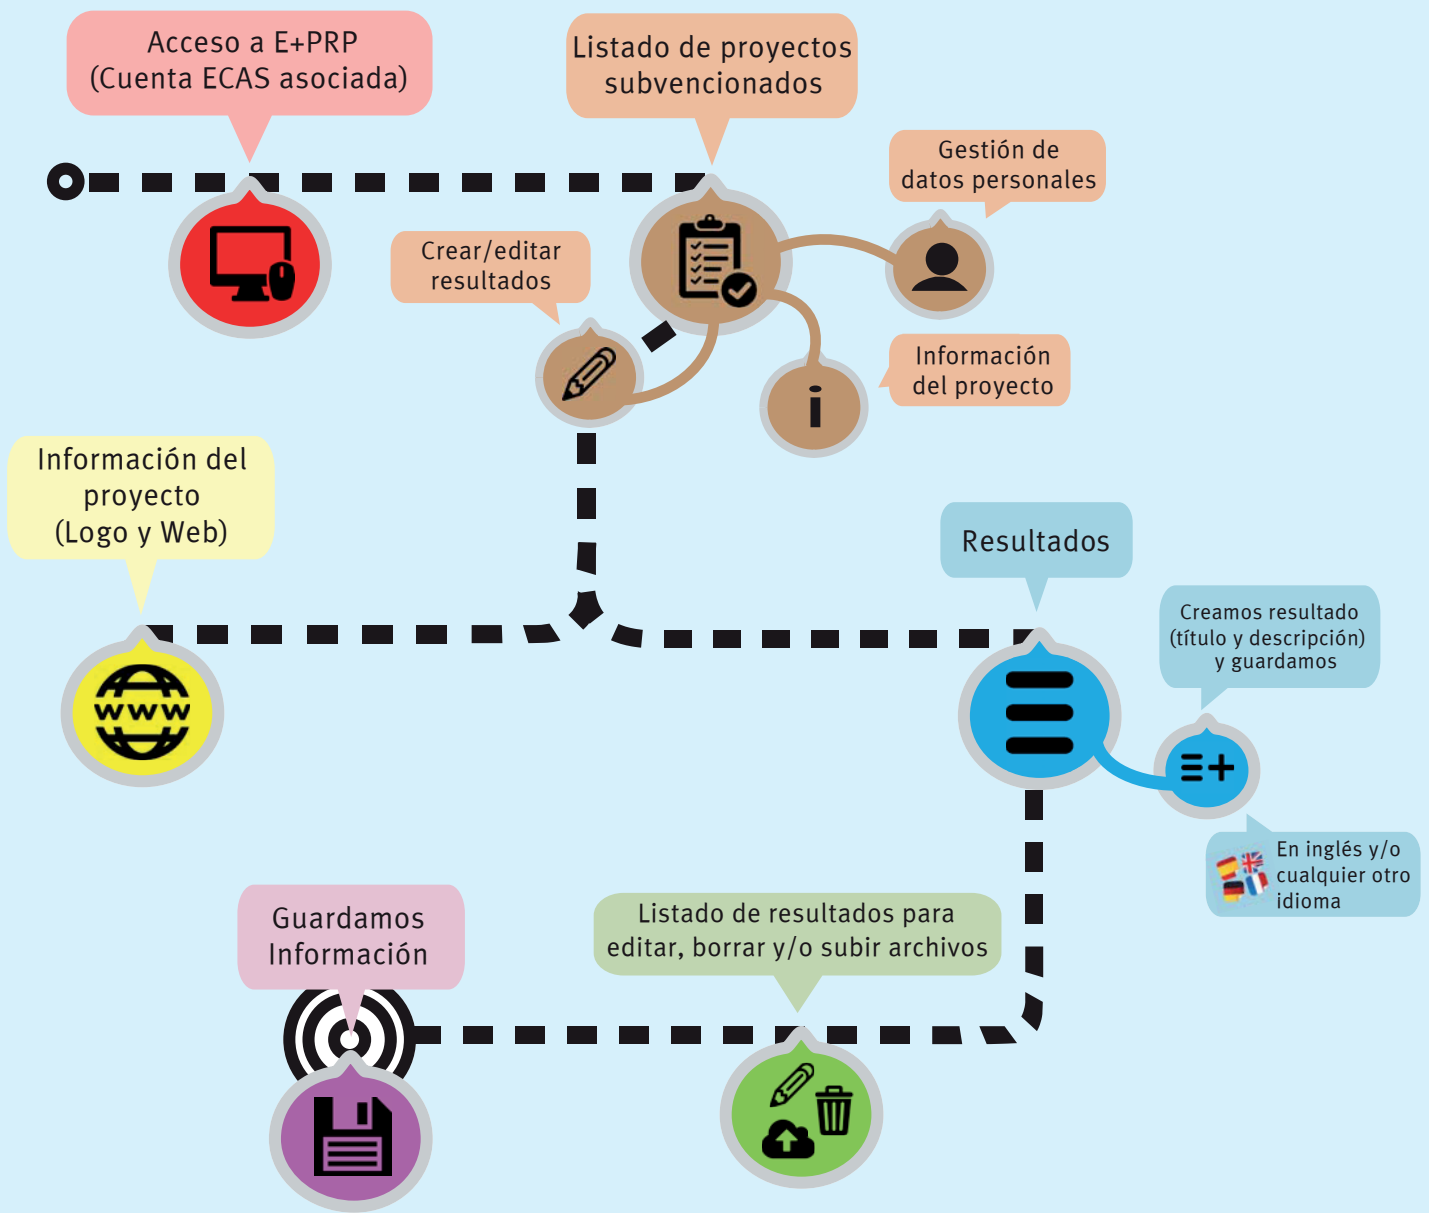 Acceso a E+PRP
(Cuenta ECAS asociada)
Listado de proyectos
subvencionados
Gestión de
datos personales
Crear/editar
resultados
Información
del proyecto
i
Información del
proyecto
(Logo y Web)
www
Resultados
Creamos resultado
(título y descripción)
y guardamos
En inglés y/o
cualquier otro
idioma
Listado de resultados para
editar, borrar y/o subir archivos
Guardamos
Información